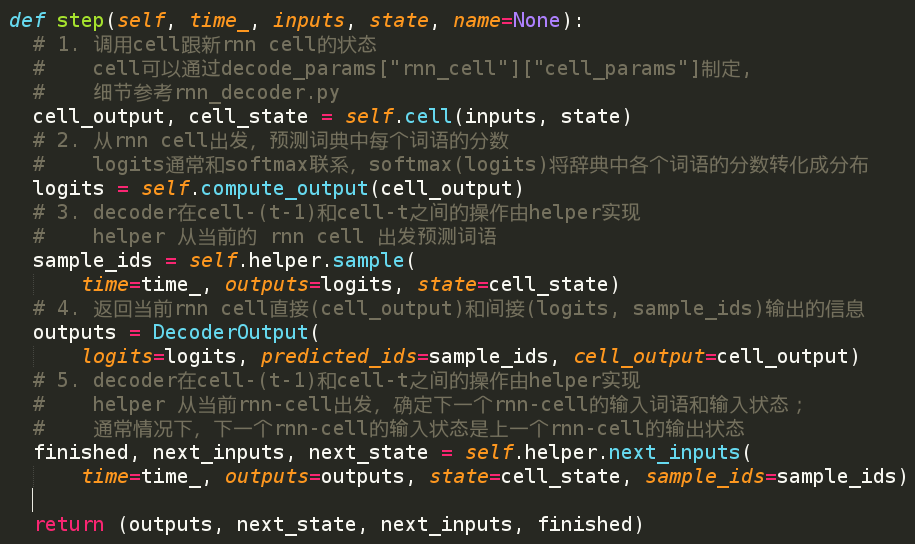 def step(self, time_, inputs, state, name=None):
  # 1. 调用cell跟新rnn cell的状态
  #    cell可以通过decode_params["rnn_cell"]["cell_params"]制定,
  #    细节参考rnn_decoder.py
  cell_output, cell_state = self.cell(inputs, state)
  # 2. 从rnn cell出发, 预测词典中每个词语的分数
  #    logits通常和softmax联系, softmax(logits)将辞典中各个词语的分数转化成分布
  logits = self.compute_output(cell_output)
  # 3. decoder在cell-(t-1)和cell-t之间的操作由helper实现
  #    helper 从当前的 rnn cell 出发预测词语
  sample_ids = self.helper.sample(
      time=time_, outputs=logits, state=cell_state)
  # 4. 返回当前rnn cell直接(cell_output)和间接(logits, sample_ids)输出的信息
  outputs = DecoderOutput(
      logits=logits, predicted_ids=sample_ids, cell_output=cell_output)
  # 5. decoder在cell-(t-1)和cell-t之间的操作由helper实现
  #    helper 从当前rnn-cell出发, 确定下一个rnn-cell的输入词语和输入状态；
  #    通常情况下, 下一个rnn-cell的输入状态是上一个rnn-cell的输出状态
  finished, next_inputs, next_state = self.helper.next_inputs(
      time=time_, outputs=outputs, state=cell_state, sample_ids=sample_ids)
  return (outputs, next_state, next_inputs, finished)